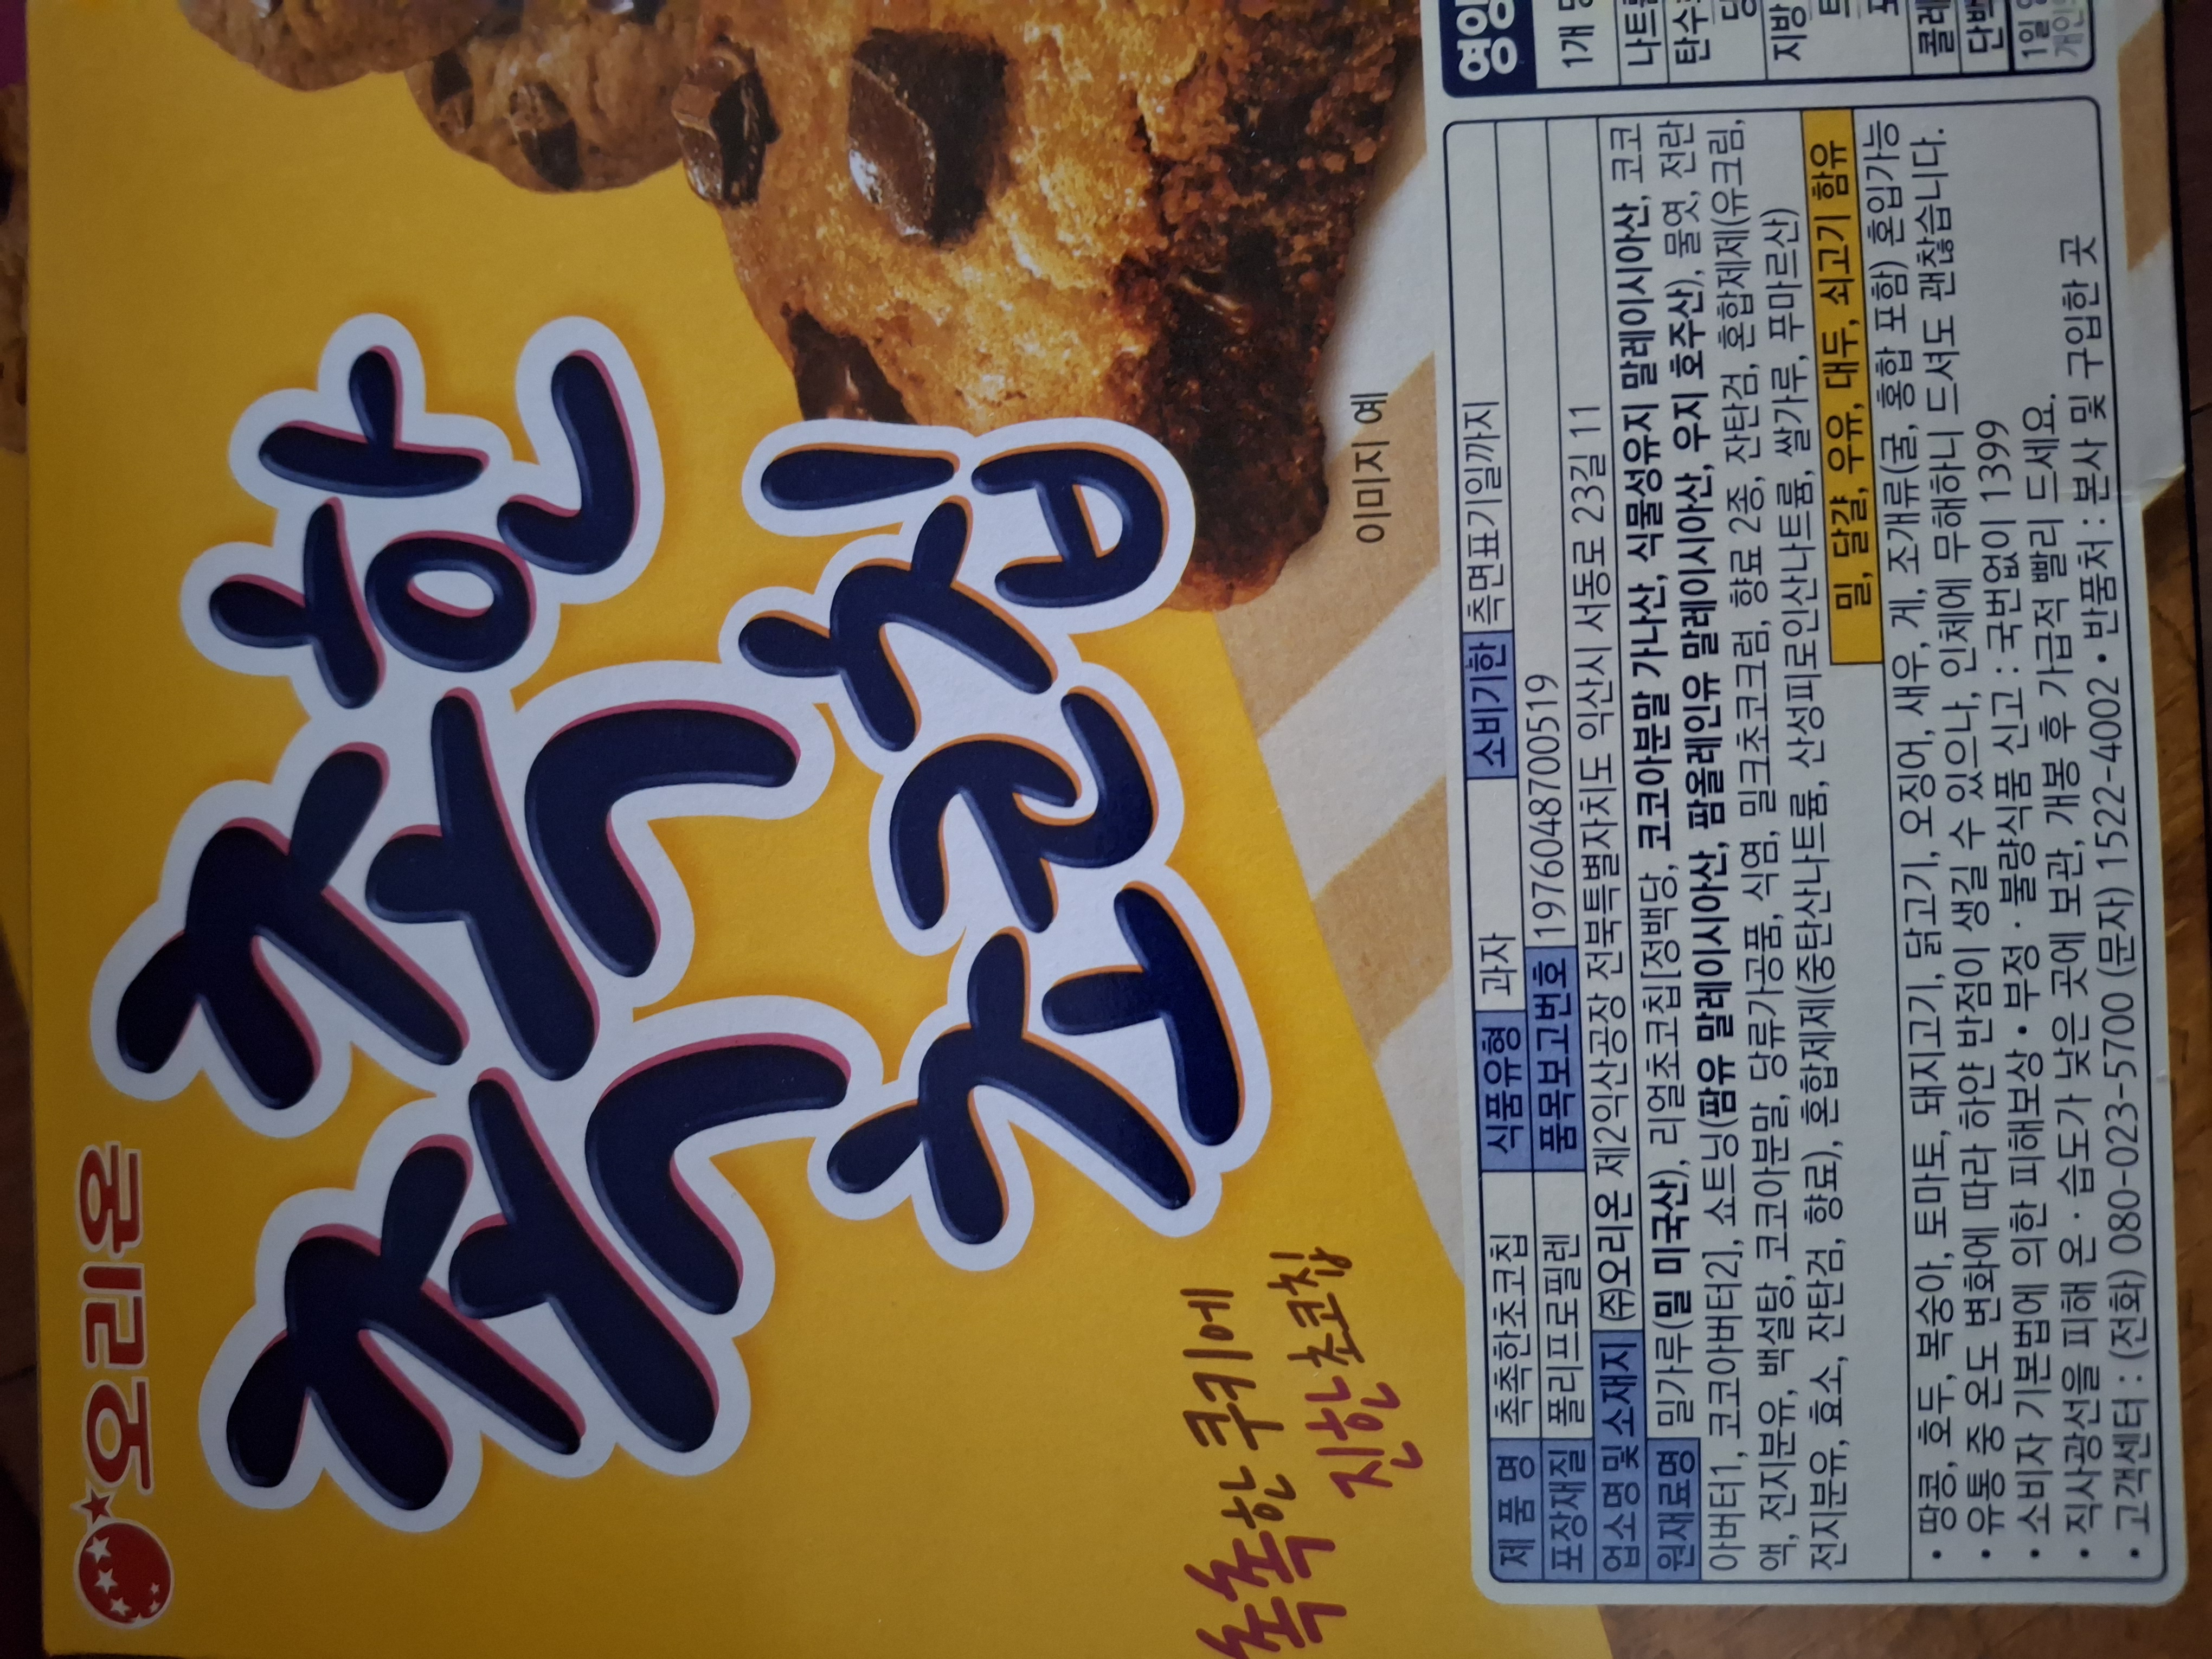 오리온
촉촉한
초코칩
촉촉한 쿠키에
진한 초코칩
이미지 예
제 품 명 촉촉한초코칩 식품유형 과자 소비기한 측면표기일까지
포장재질 폴리프로필렌 품목보고번호 19760487000519
업소명 및 소재지 ㈜오리온 제2익산공장 전북특별자치도 익산시 서동로 23길 11
원재료명 밀가루(밀 미국산), 리얼초코칩[정백당, 코코아분말 가나산, 식물성유지 말레이시아산, 코코
아버터1, 코코아버터2], 쇼트닝(팜유 말레이시아산, 팜올레인유 말레이시아산, 우지 호주산), 물엿, 전란
액, 전지분유, 백설탕, 코코아분말, 당류가공품, 식염, 밀크초코크림, 향료 2종, 잔탄검, 혼합제제(유크림,
전지분유, 효소, 잔탄검, 향료), 혼합제제(중탄산나트륨, 산성피로인산나트륨, 쌀가루, 푸마르산)
밀, 달걀, 우유, 대두, 쇠고기 함유
• 땅콩, 호두, 복숭아, 토마토, 돼지고기, 닭고기, 오징어, 새우, 게, 조개류(굴, 홍합 포함) 혼입가능
• 유통 중 온도 변화에 따라 하얀 반점이 생길 수 있으나, 인체에 무해하니 드셔도 괜찮습니다.
• 소비자 기본법에 의한 피해보상 • 부정 · 불량식품 신고 : 국번없이 1399
• 직사광선을 피해 온 · 습도가 낮은 곳에 보관, 개봉 후 가급적 빨리 드세요.
• 고객센터 : (전화) 080-023-5700 (문자) 1522-4002 • 반품처 : 본사 및 구입한 곳
영양
1개
나트
탄수
당
지방
콜레
단백
1일
개인